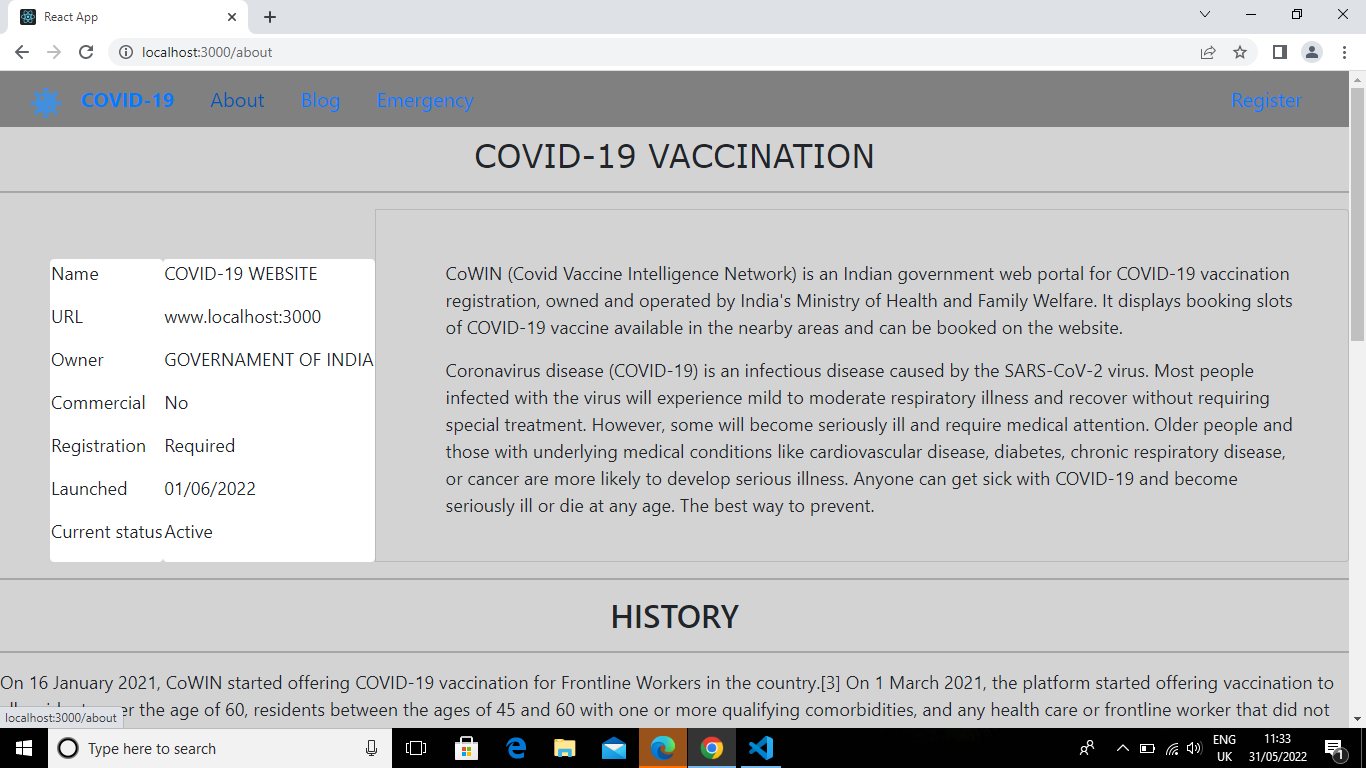 React App
localhost:3000/about
COVID-19 About Blog Emergency Register
COVID-19 VACCINATION
Name COVID-19 WEBSITE
URL www.localhost:3000
Owner GOVERNAMENT OF INDIA
Commercial No
Registration Required
Launched 01/06/2022
Current status Active
CoWIN (Covid Vaccine Intelligence Network) is an Indian government web portal for COVID-19 vaccination
registration, owned and operated by India's Ministry of Health and Family Welfare. It displays booking slots
of COVID-19 vaccine available in the nearby areas and can be booked on the website.
Coronavirus disease (COVID-19) is an infectious disease caused by the SARS-CoV-2 virus. Most people
infected with the virus will experience mild to moderate respiratory illness and recover without requiring
special treatment. However, some will become seriously ill and require medical attention. Older people and
those with underlying medical conditions like cardiovascular disease, diabetes, chronic respiratory disease,
or cancer are more likely to develop serious illness. Anyone can get sick with COVID-19 and become
seriously ill or die at any age. The best way to prevent.
HISTORY
On 16 January 2021, CoWIN started offering COVID-19 vaccination for Frontline Workers in the country.[3] On 1 March 2021, the platform started offering vaccination to
the age of 60, residents between the ages of 45 and 60 with one or more qualifying comorbidities, and any health care or frontline worker that did not
localhost:3000/about
Type here to search
ENG
UK
11:33
31/05/2022
1